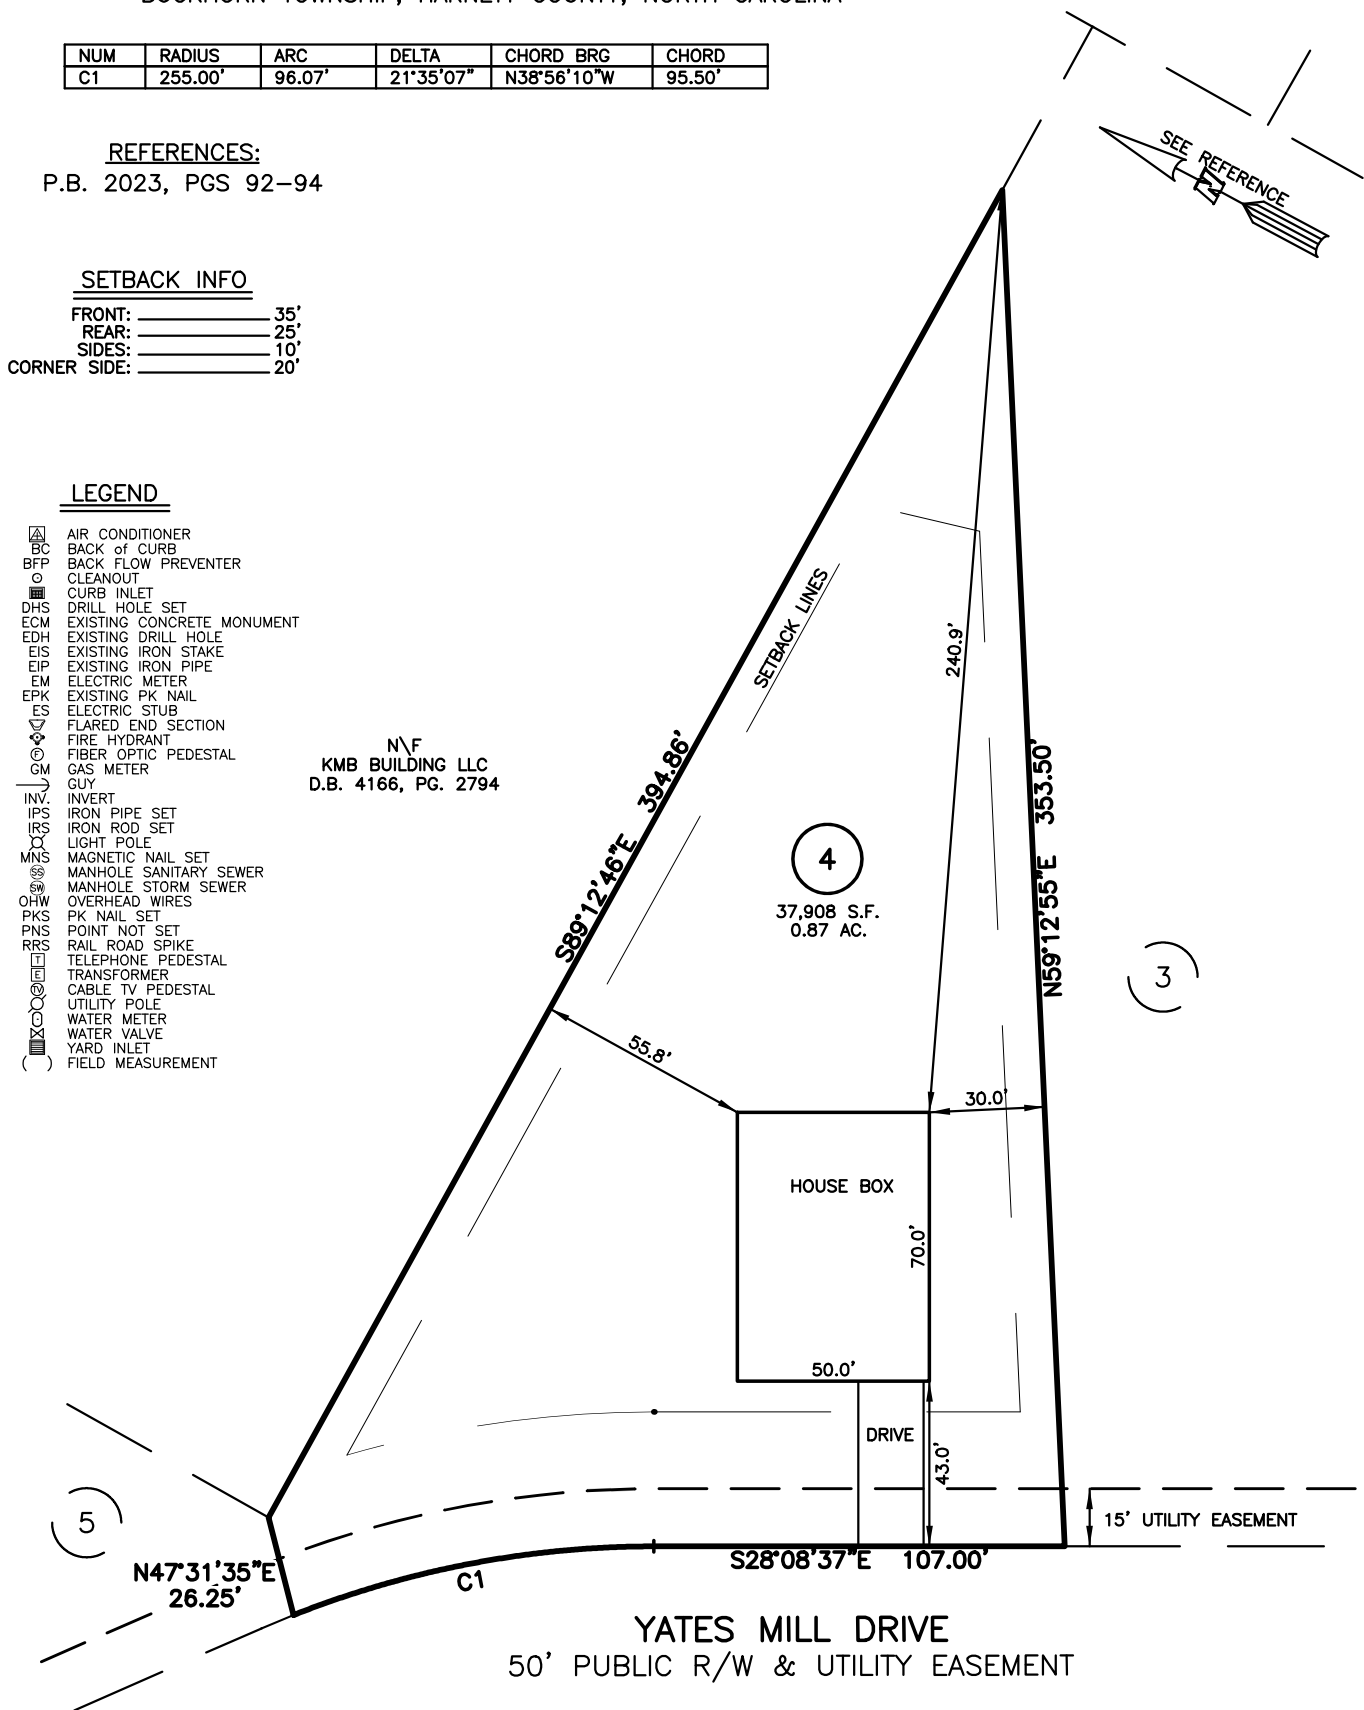 BUCKHORN TOWNSHIP, HARNETT COUNTY, NORTH CAROLINA
NUM RADIUS ARC DELTA CHORD BRG CHORD
C1 255.00' 96.07' 21°35'07" N38°56'10"W 95.50'
REFERENCES:
P.B. 2023, PGS 92-94
SEE REFERENCE
N
SETBACK INFO
FRONT: 35'
REAR: 25'
SIDES: 10'
CORNER SIDE: 20'
LEGEND
A AIR CONDITIONER
BC BACK of CURB
BFP BACK FLOW PREVENTER
CLEANOUT
CURB INLET
DHS DRILL HOLE SET
ECM EXISTING CONCRETE MONUMENT
EDH EXISTING DRILL HOLE
EIS EXISTING IRON STAKE
EIP EXISTING IRON PIPE
EM ELECTRIC METER
EPK EXISTING PK NAIL
ES ELECTRIC STUB
FLARED END SECTION
FIRE HYDRANT
F FIBER OPTIC PEDESTAL
GM GAS METER
GUY
INV. INVERT
IPS IRON PIPE SET
IRS IRON ROD SET
LIGHT POLE
MNS MAGNETIC NAIL SET
SS MANHOLE SANITARY SEWER
SW MANHOLE STORM SEWER
OHW OVERHEAD WIRES
PKS PK NAIL SET
PNS POINT NOT SET
RRS RAIL ROAD SPIKE
T TELEPHONE PEDESTAL
E TRANSFORMER
TV CABLE TV PEDESTAL
UTILITY POLE
WATER METER
WATER VALVE
YARD INLET
( ) FIELD MEASUREMENT
N\F
KMB BUILDING LLC
D.B. 4166, PG. 2794
SETBACK LINES
240.9'
S89°12'46"E 394.86'
N59°12'55"E 353.50'
4
37,908 S.F.
0.87 AC.
3
55.8'
30.0'
HOUSE BOX
70.0'
50.0'
DRIVE
43.0'
5
15' UTILITY EASEMENT
N47°31'35"E
26.25'
C1
S28°08'37"E 107.00'
YATES MILL DRIVE
50' PUBLIC R/W & UTILITY EASEMENT